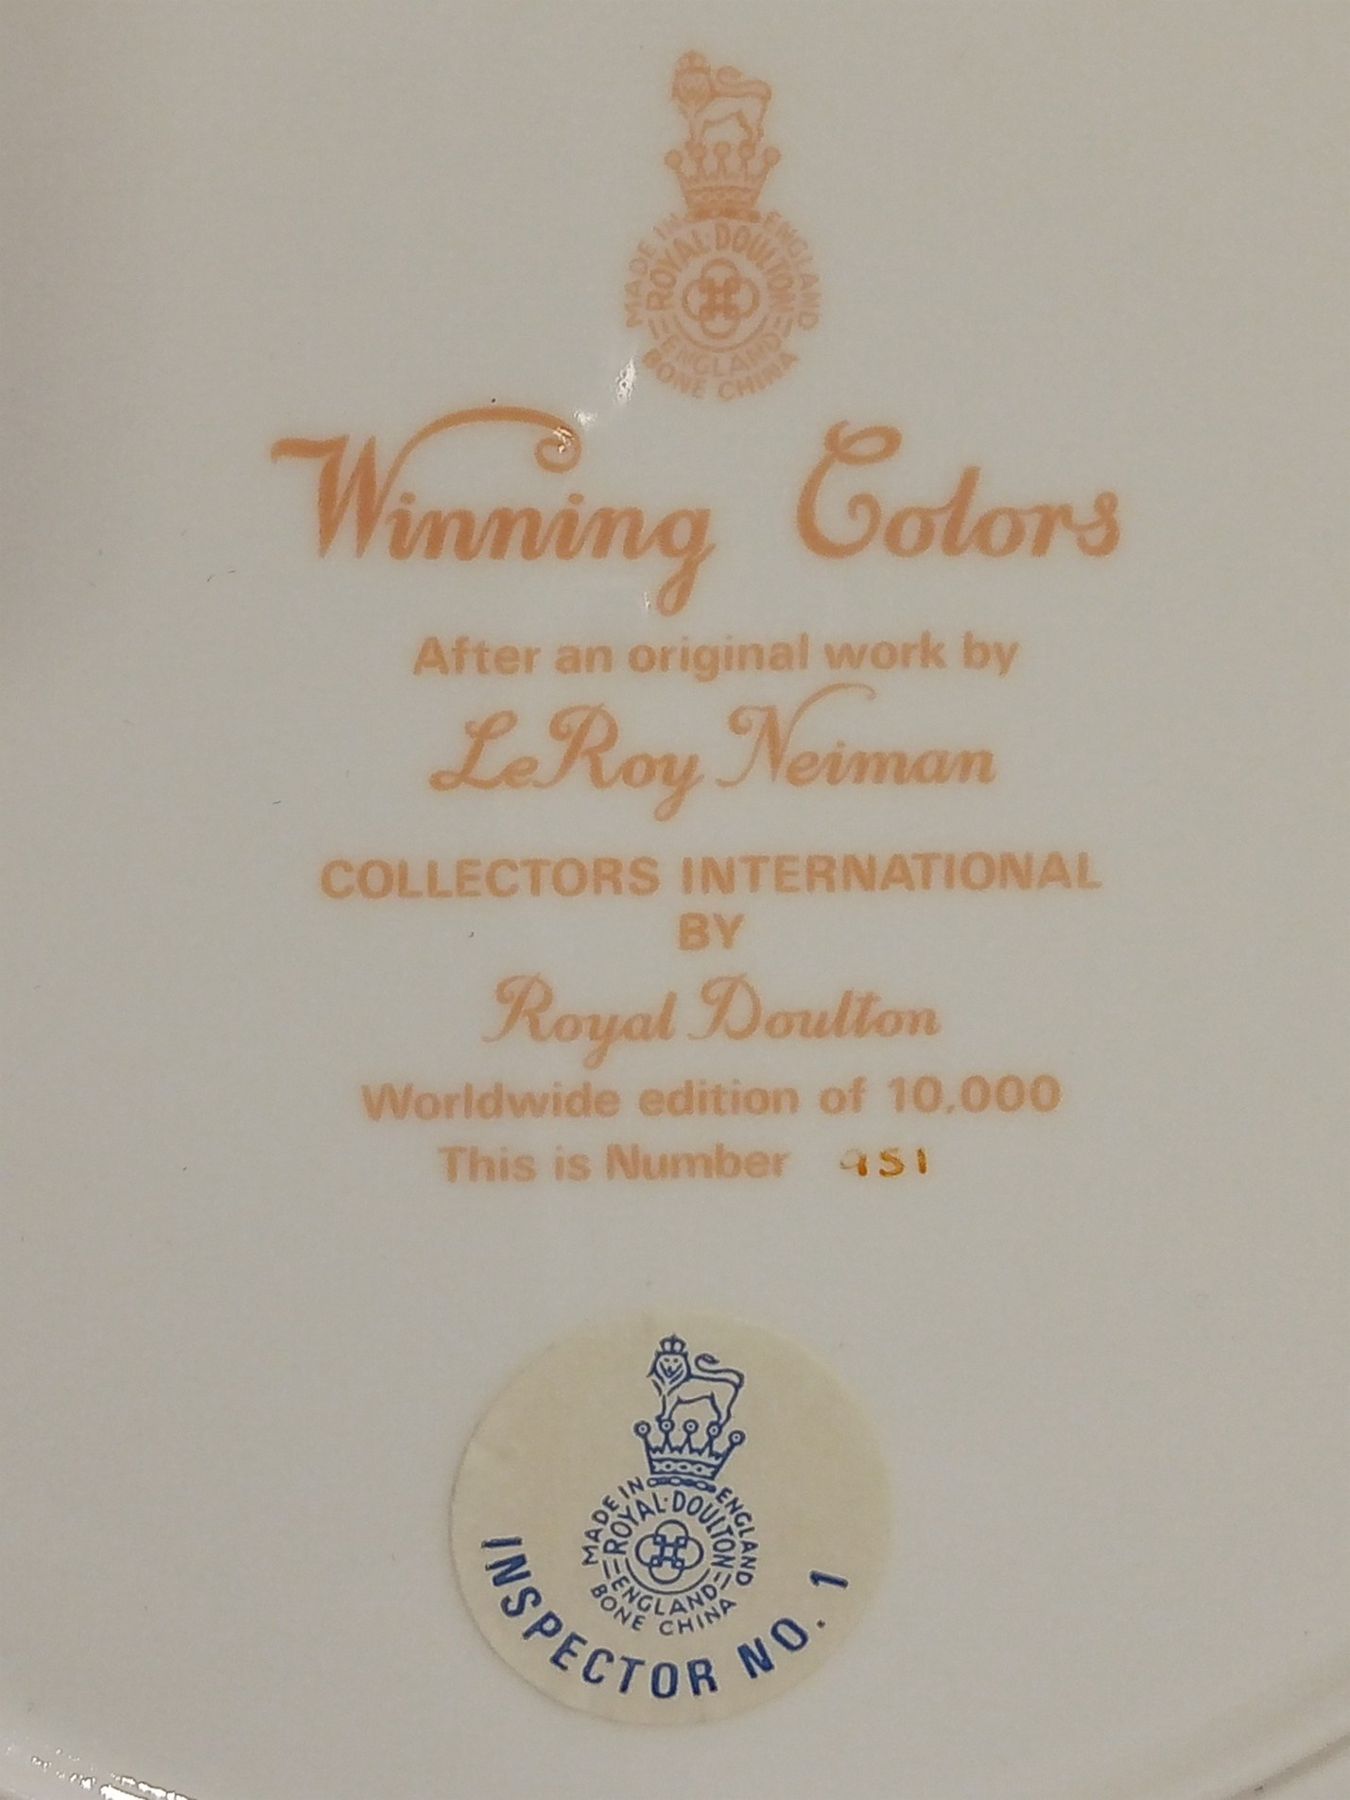 MADE IN ENGLAND
ROYAL·DOULTON
ENGLAND
BONE CHINA
Winning Colors
After an original work by
LeRoy Neiman
COLLECTORS INTERNATIONAL
BY
Royal Doulton
Worldwide edition of 10,000
This is Number 951
MADE IN ENGLAND
ROYAL·DOULTON
ENGLAND
BONE CHINA
INSPECTOR NO. 1